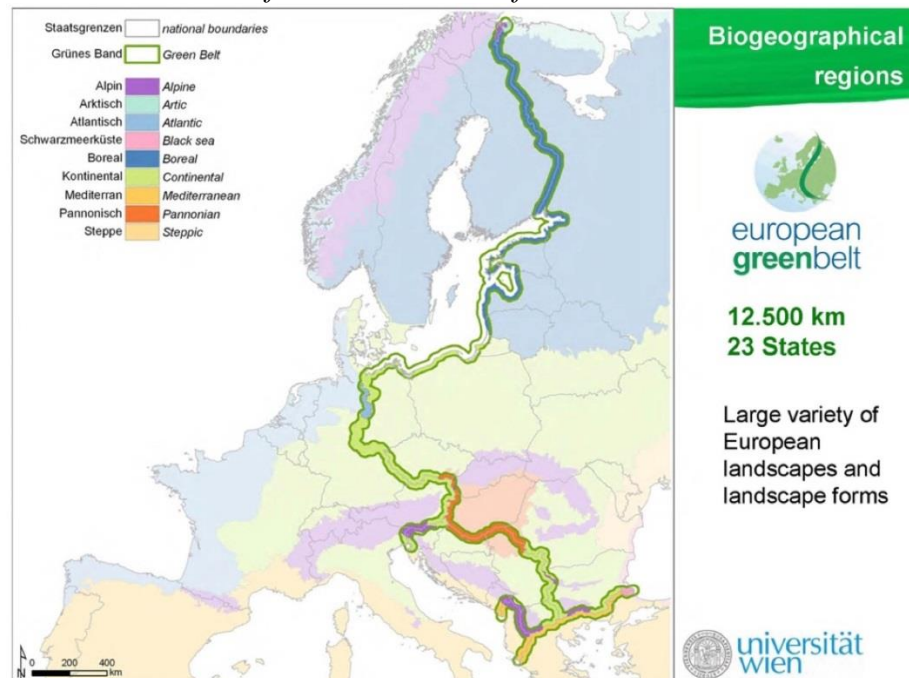 Staatsgrenzen national boundaries
Grünes Band Green Belt
Alpin Alpine
Arktisch Artic
Atlantisch Atlantic
Schwarzmeerküste Black sea
Boreal Boreal
Kontinental Continental
Mediterran Mediterranean
Pannonisch Pannonian
Steppe Steppic
N
0 200 400
km
Biogeographical
regions
european
greenbelt
12.500 km
23 States
Large variety of
European
landscapes and
landscape forms
universität
wien